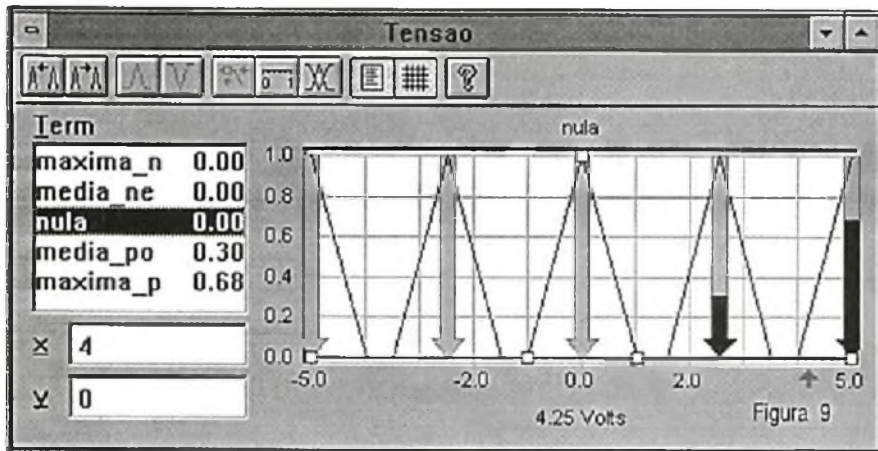 Tensao
0 1
?
Term
nula
maxima_n 0.00
media_ne 0.00
nula 0.00
media_po 0.30
maxima_p 0.68
X 4
Y 0
1.0
0.8
0.6
0.4
0.2
0.0
-5.0 -2.0 0.0 2.0 5.0
4.25 Volts
Figura 9